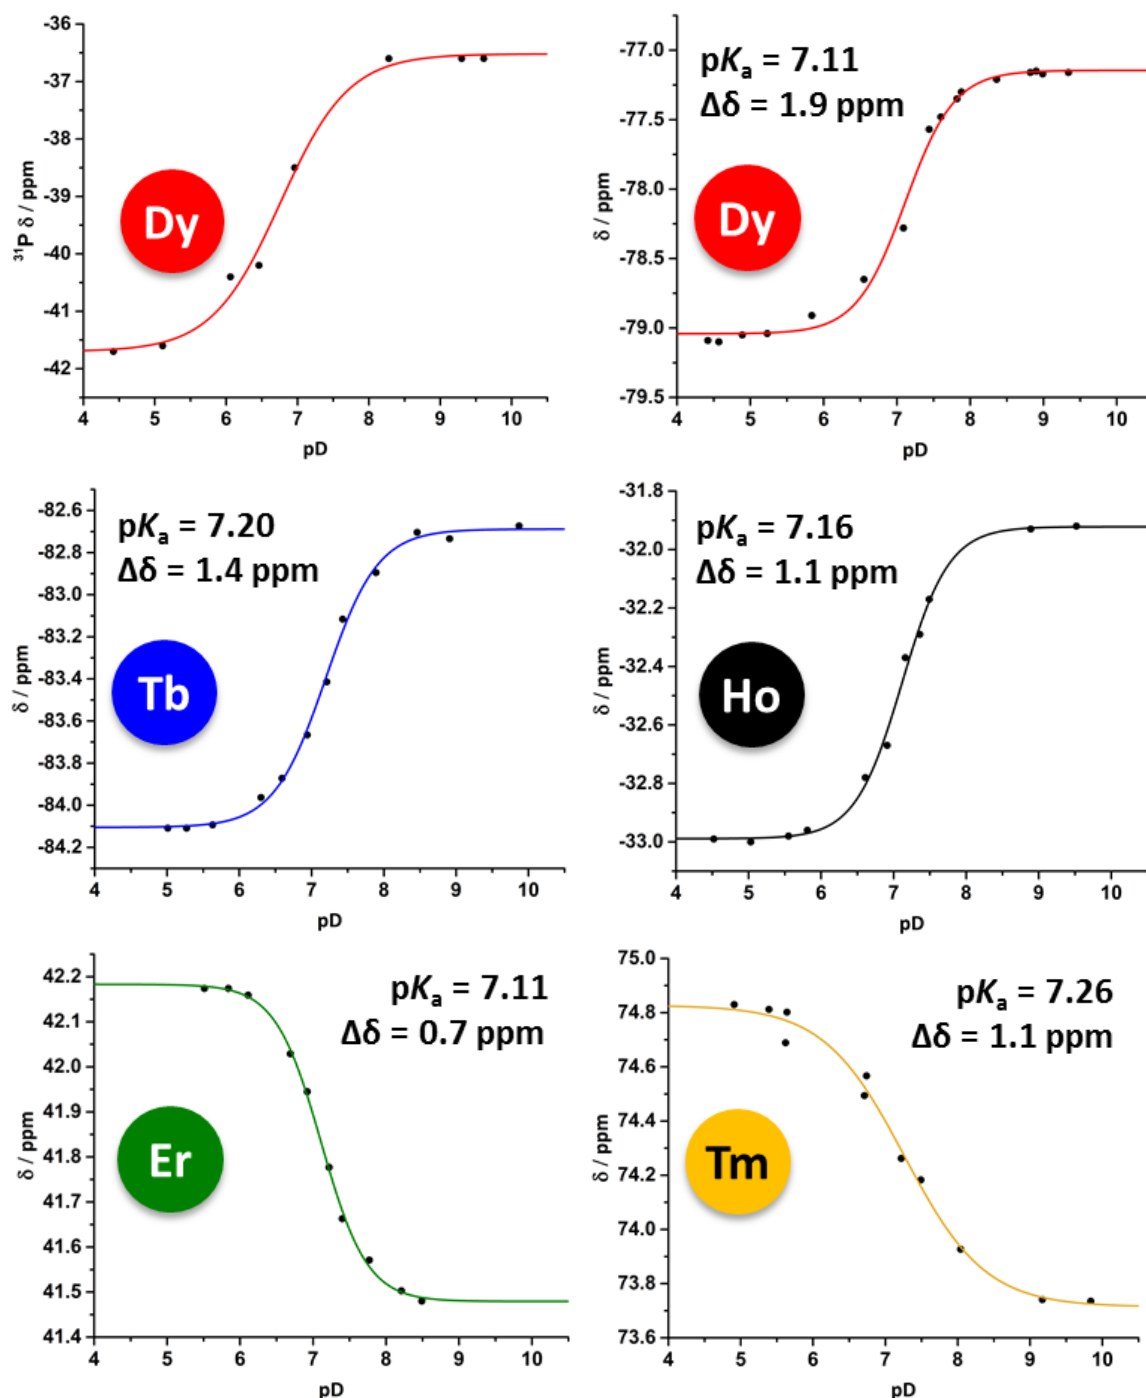 -36
-37
-38
-39
-40
-41
-42
³¹P δ / ppm
Dy
4 5 6 7 8 9 10
pD
-77.0
-77.5
-78.0
-78.5
-79.0
-79.5
δ / ppm
pKa = 7.11
Δδ = 1.9 ppm
Dy
4 5 6 7 8 9 10
pD
-82.6
-82.8
-83.0
-83.2
-83.4
-83.6
-83.8
-84.0
-84.2
δ / ppm
pKa = 7.20
Δδ = 1.4 ppm
Tb
4 5 6 7 8 9 10
pD
-31.8
-32.0
-32.2
-32.4
-32.6
-32.8
-33.0
δ / ppm
pKa = 7.16
Δδ = 1.1 ppm
Ho
4 5 6 7 8 9 10
pD
42.2
42.1
42.0
41.9
41.8
41.7
41.6
41.5
41.4
δ / ppm
pKa = 7.11
Δδ = 0.7 ppm
Er
4 5 6 7 8 9 10
pD
75.0
74.8
74.6
74.4
74.2
74.0
73.8
73.6
δ / ppm
pKa = 7.26
Δδ = 1.1 ppm
Tm
4 5 6 7 8 9 10
pD